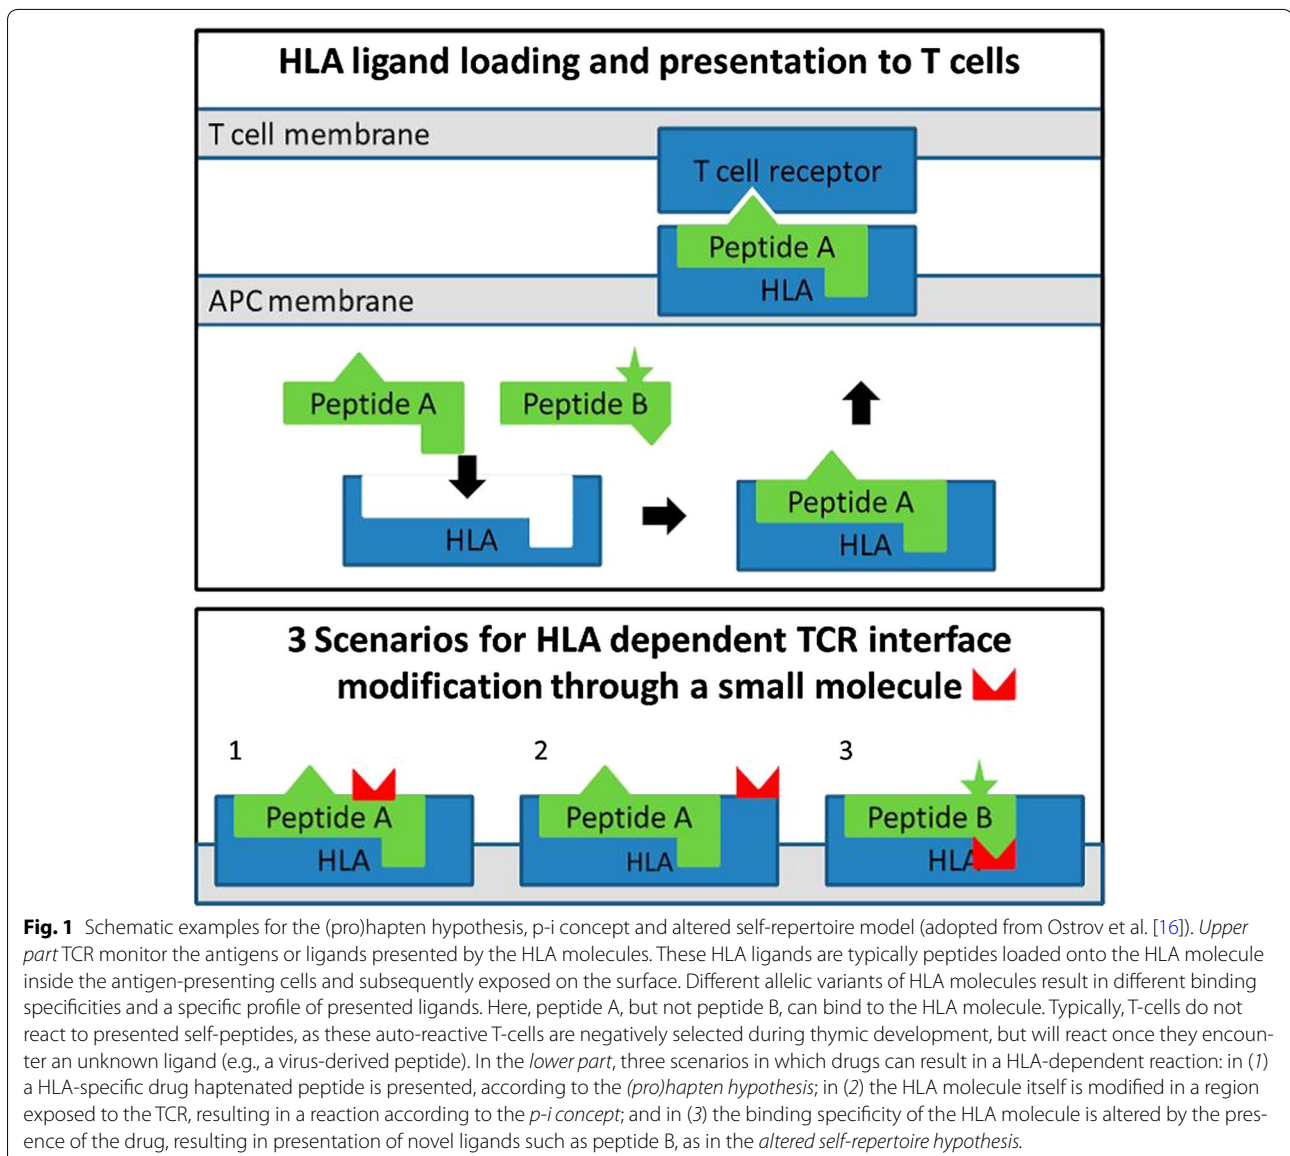 HLA ligand loading and presentation to T cells
T cell membrane
T cell receptor
Peptide A
HLA
APC membrane
Peptide A
Peptide B
HLA
Peptide A
HLA
3 Scenarios for HLA dependent TCR interface
modification through a small molecule
1
2
3
Peptide A
HLA
Peptide A
HLA
Peptide B
HLA
Fig. 1 Schematic examples for the (pro)hapten hypothesis, p-i concept and altered self-repertoire model (adopted from Ostrov et al. [16]). Upper
part TCR monitor the antigens or ligands presented by the HLA molecules. These HLA ligands are typically peptides loaded onto the HLA molecule
inside the antigen-presenting cells and subsequently exposed on the surface. Different allelic variants of HLA molecules result in different binding
specificities and a specific profile of presented ligands. Here, peptide A, but not peptide B, can bind to the HLA molecule. Typically, T-cells do not
react to presented self-peptides, as these auto-reactive T-cells are negatively selected during thymic development, but will react once they encoun-
ter an unknown ligand (e.g., a virus-derived peptide). In the lower part, three scenarios in which drugs can result in a HLA-dependent reaction: in (1)
a HLA-specific drug haptenated peptide is presented, according to the (pro)hapten hypothesis; in (2) the HLA molecule itself is modified in a region
exposed to the TCR, resulting in a reaction according to the p-i concept; and in (3) the binding specificity of the HLA molecule is altered by the pres-
ence of the drug, resulting in presentation of novel ligands such as peptide B, as in the altered self-repertoire hypothesis.